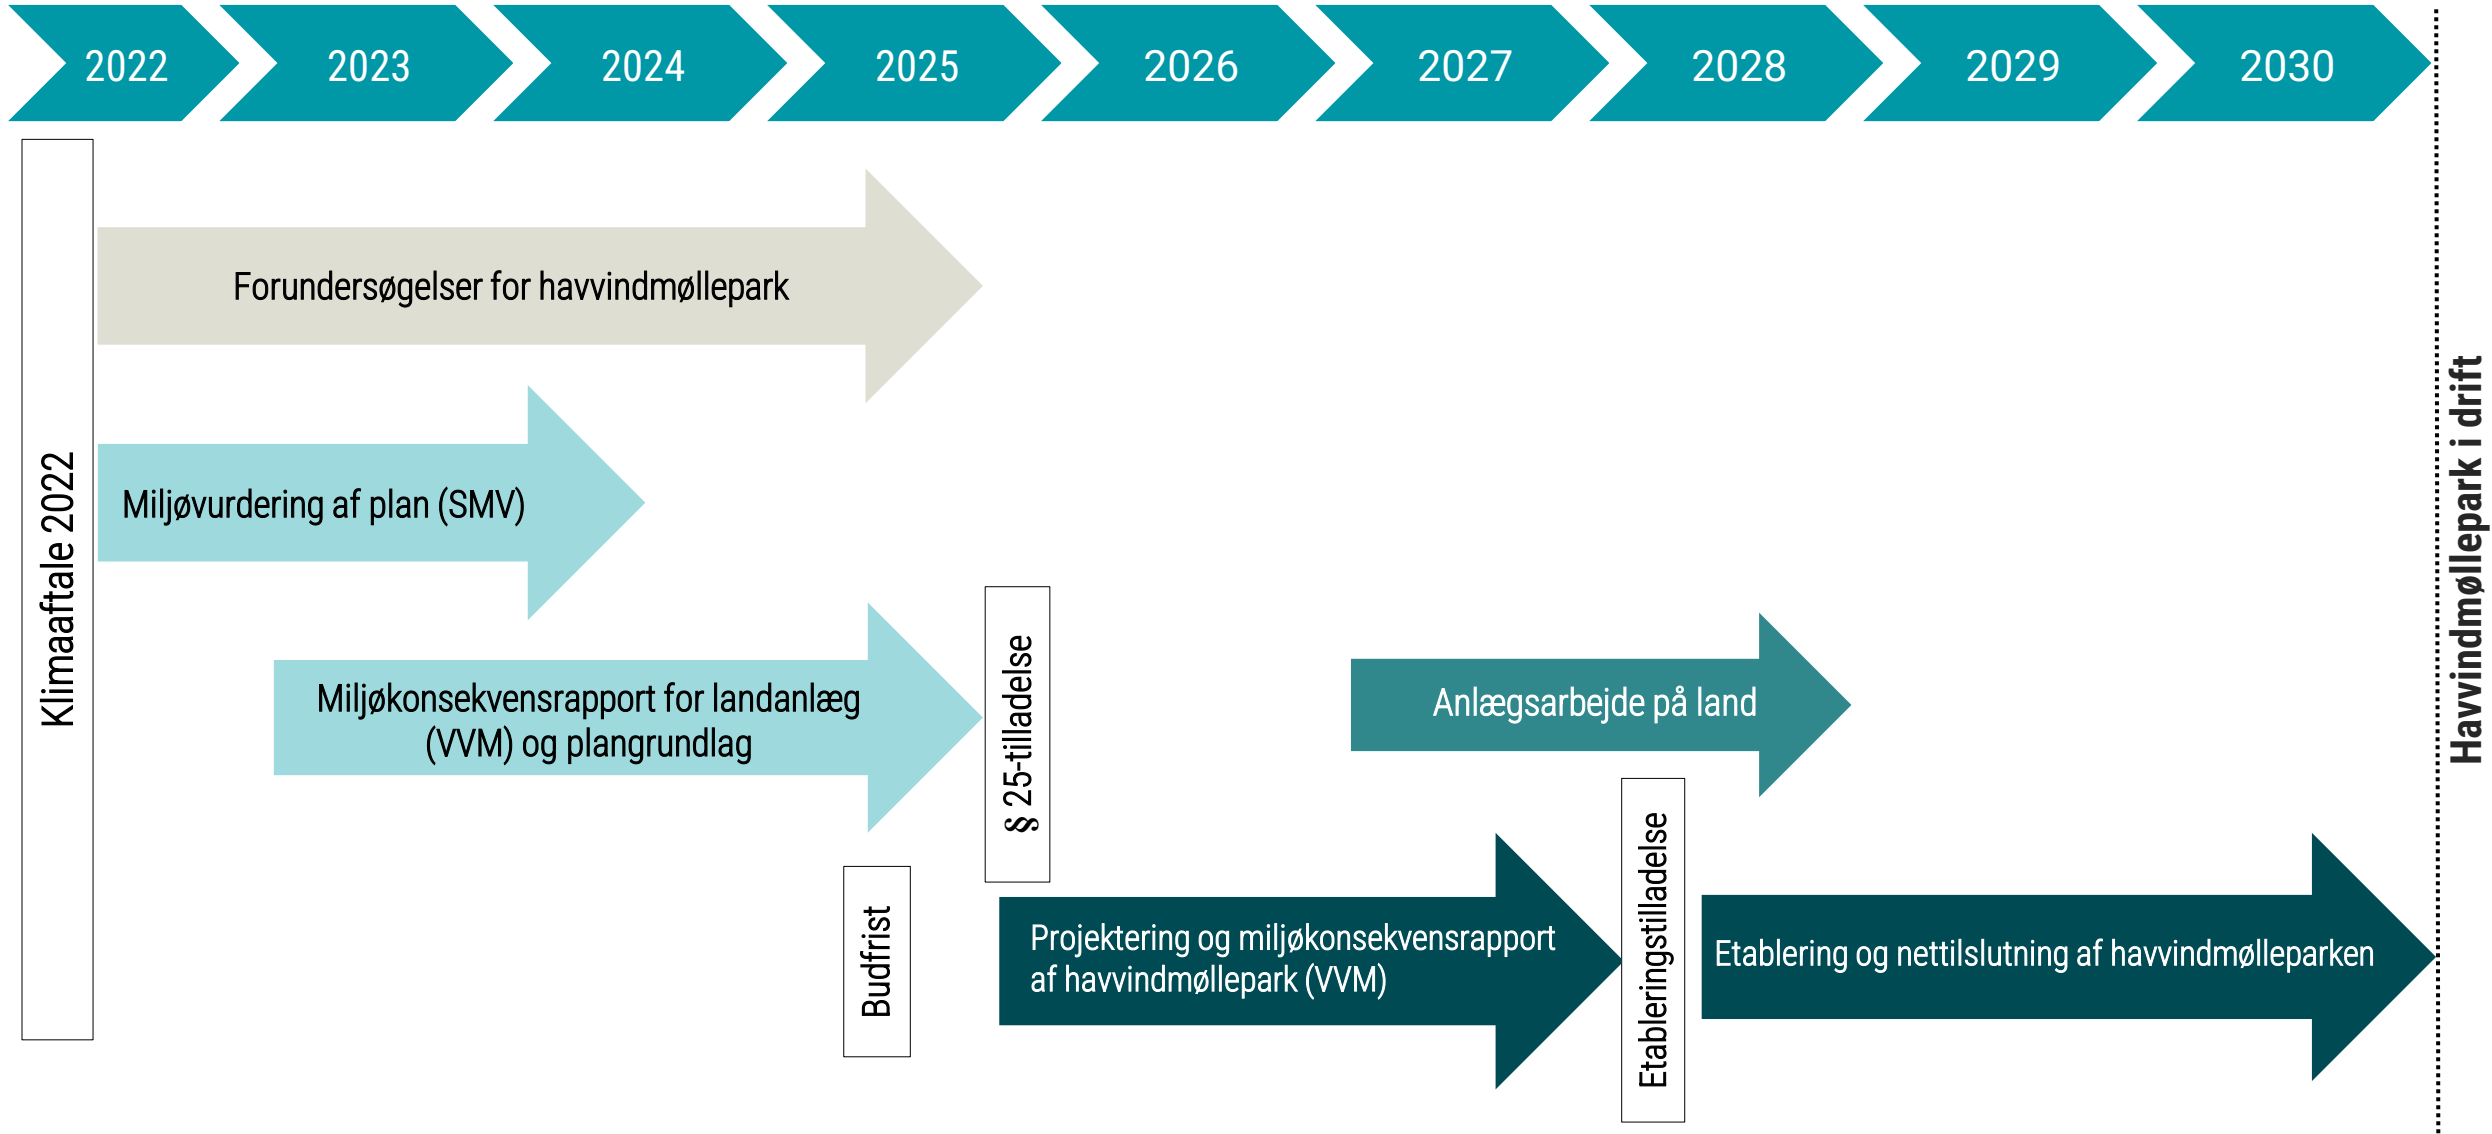 2022
2023
2024
2025
2026
2027
2028
2029
2030
Klimaaftale 2022
Forundersøgelser for havvindmøllepark
Miljøvurdering af plan (SMV)
Miljøkonsekvensrapport for landanlæg
(VVM) og plangrundlag
§ 25-tilladelse
Anlægsarbejde på land
Budfrist
Projektering og miljøkonsekvensrapport
af havvindmøllepark (VVM)
Etableringstilladelse
Etablering og nettilslutning af havvindmølleparken
Havvindmøllepark i drift